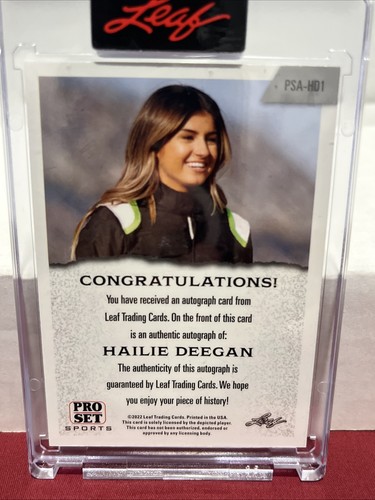 Leaf
PSA-HD1
CONGRATULATIONS!
You have received an autograph card from
Leaf Trading Cards. On the front of this card
is an authentic autograph of:
HAILIE DEEGAN
The authenticity of this autograph is
guaranteed by Leaf Trading Cards. We hope
you enjoy your piece of history!
PRO
SET
SPORTS
©2022 Leaf Trading Cards. Printed in the USA.
This card is solely licensed by the depicted player.
This card has not been authorized, endorsed or
approved by any licensing body.
Leaf